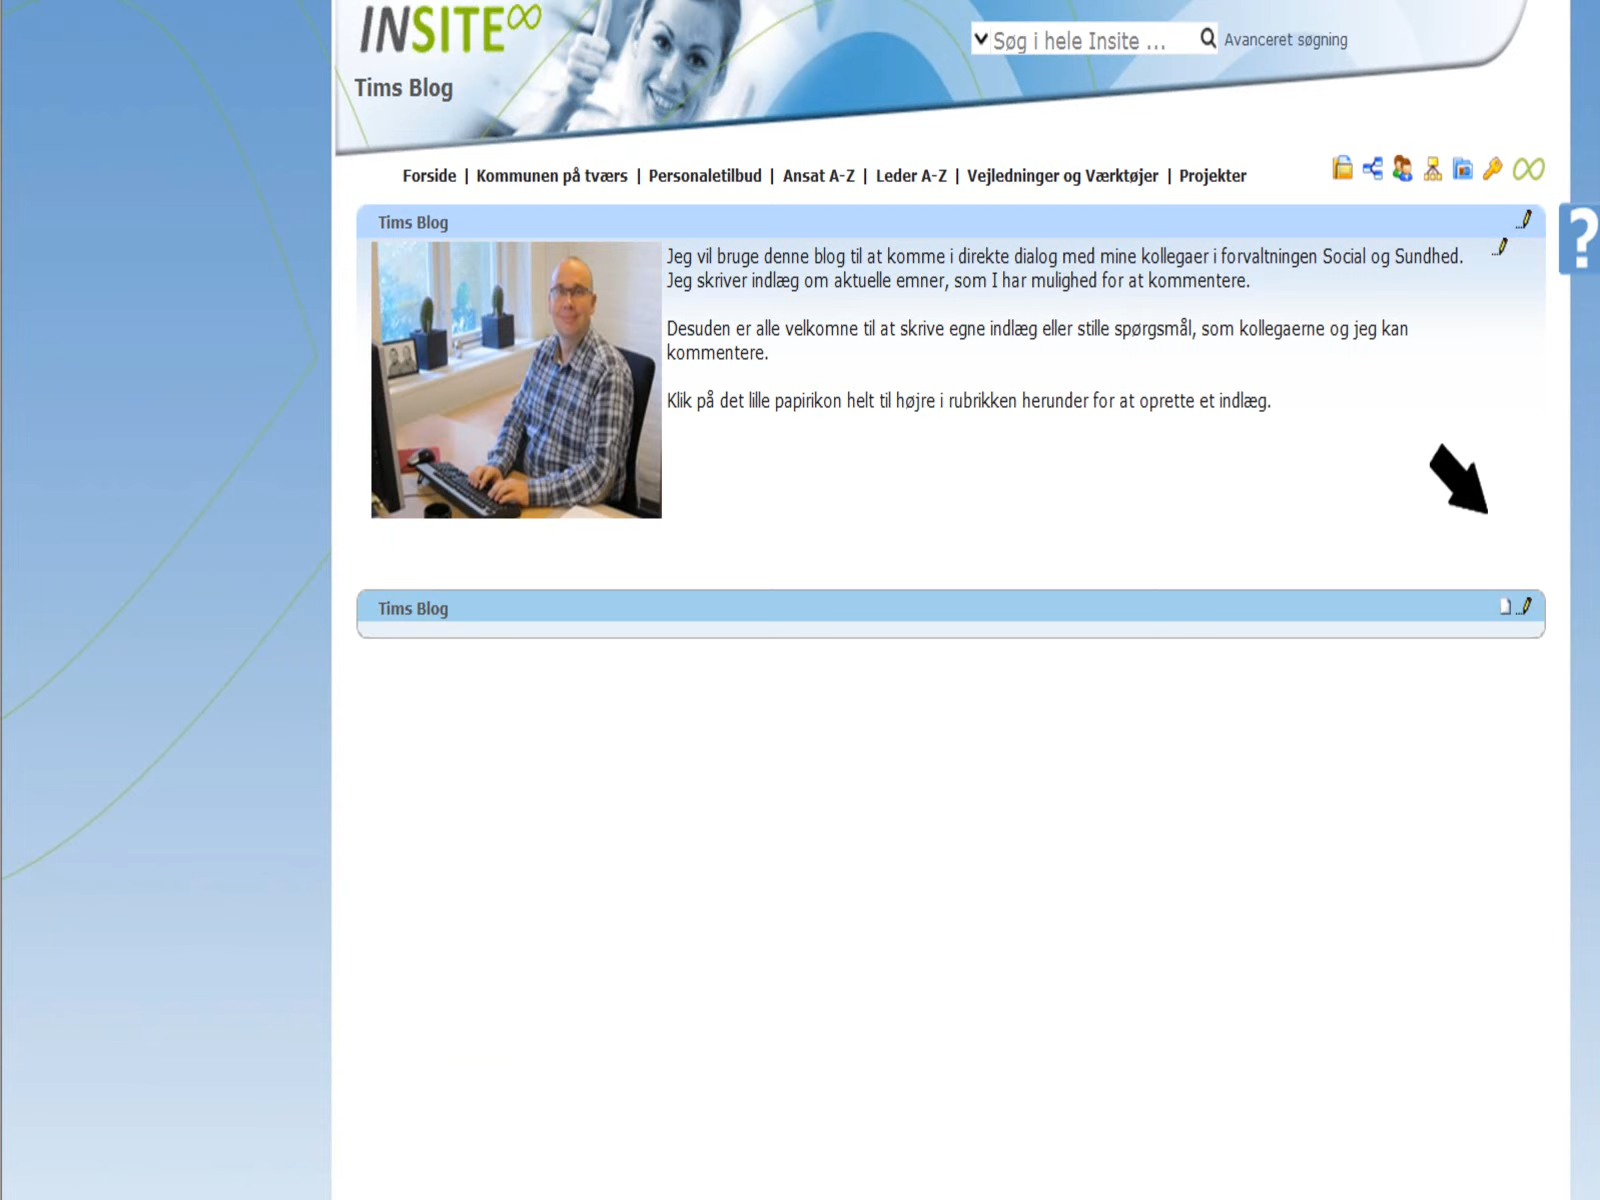 INSITE
Tims Blog
Søg i hele Insite ...
Avanceret søgning
Forside | Kommunen på tværs | Personaletilbud | Ansat A-Z | Leder A-Z | Vejledninger og Værktøjer | Projekter
?
Tims Blog
Jeg vil bruge denne blog til at komme i direkte dialog med mine kollegaer i forvaltningen Social og Sundhed.
Jeg skriver indlæg om aktuelle emner, som I har mulighed for at kommentere.
Desuden er alle velkomne til at skrive egne indlæg eller stille spørgsmål, som kollegaerne og jeg kan
kommentere.
Klik på det lille papirikon helt til højre i rubrikken herunder for at oprette et indlæg.
Tims Blog